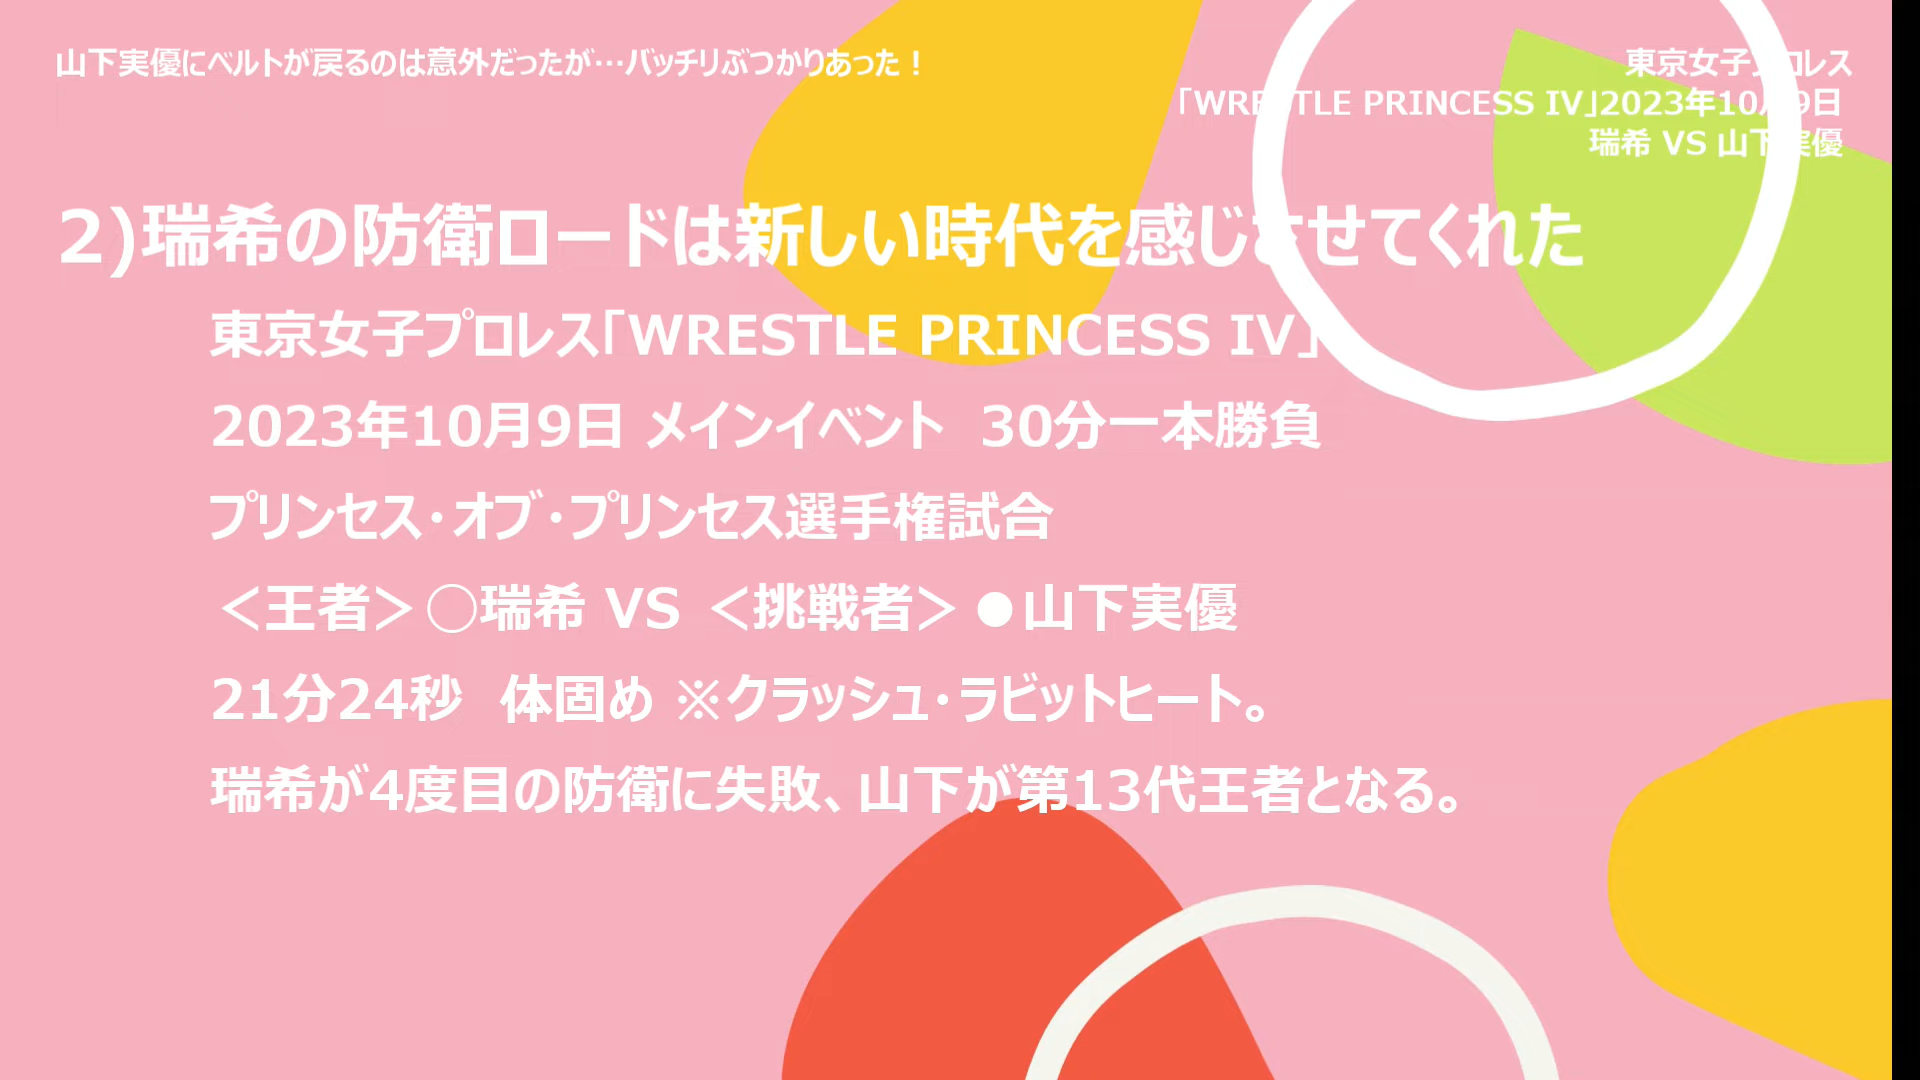 山下実優にベルトが戻るのは意外だったが…バッチリぶつかりあった！
東京女子プロレス
「WRESTLE PRINCESS IV」2023年10月9日
瑞希 VS 山下実優
2)瑞希の防衛ロードは新しい時代を感じさせてくれた
東京女子プロレス「WRESTLE PRINCESS IV」
2023年10月9日 メインイベント 30分一本勝負
プリンセス・オブ・プリンセス選手権試合
＜王者＞◯瑞希 VS ＜挑戦者＞ ●山下実優
21分24秒 体固め ※クラッシュ・ラビットヒート。
瑞希が4度目の防衛に失敗、山下が第13代王者となる。